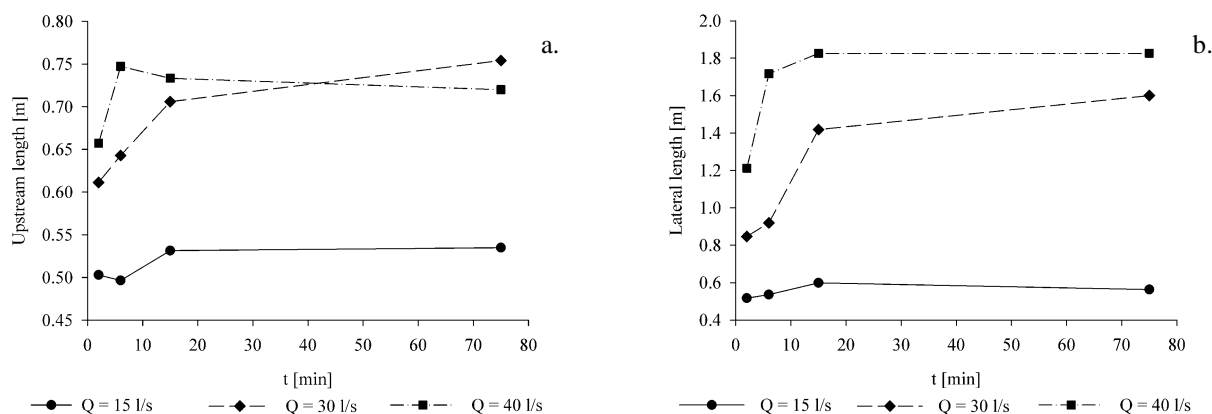 a.
Upstream length [m]
0.80
0.75
0.70
0.65
0.60
0.55
0.50
0.45
0 10 20 30 40 50 60 70 80
t [min]
Q = 15 l/s Q = 30 l/s Q = 40 l/s
b.
Lateral length [m]
2.0
1.8
1.6
1.4
1.2
1.0
0.8
0.6
0.4
0 10 20 30 40 50 60 70 80
t [min]
Q = 15 l/s Q = 30 l/s Q = 40 l/s